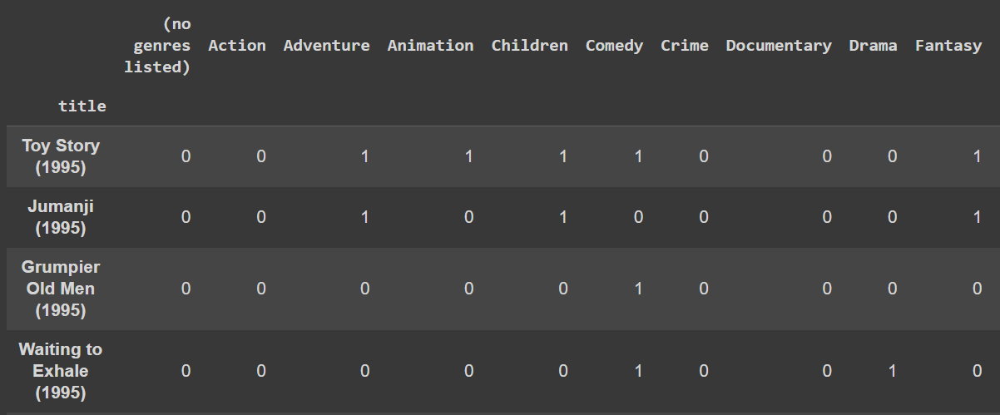 (no
genres
listed) Action Adventure Animation Children Comedy Crime Documentary Drama Fantasy
title
Toy Story
(1995) 0 0 1 1 1 1 0 0 0 1
Jumanji
(1995) 0 0 1 0 1 0 0 0 0 1
Grumpier
Old Men
(1995) 0 0 0 0 0 1 0 0 0 0
Waiting to
Exhale
(1995) 0 0 0 0 0 1 0 0 1 0